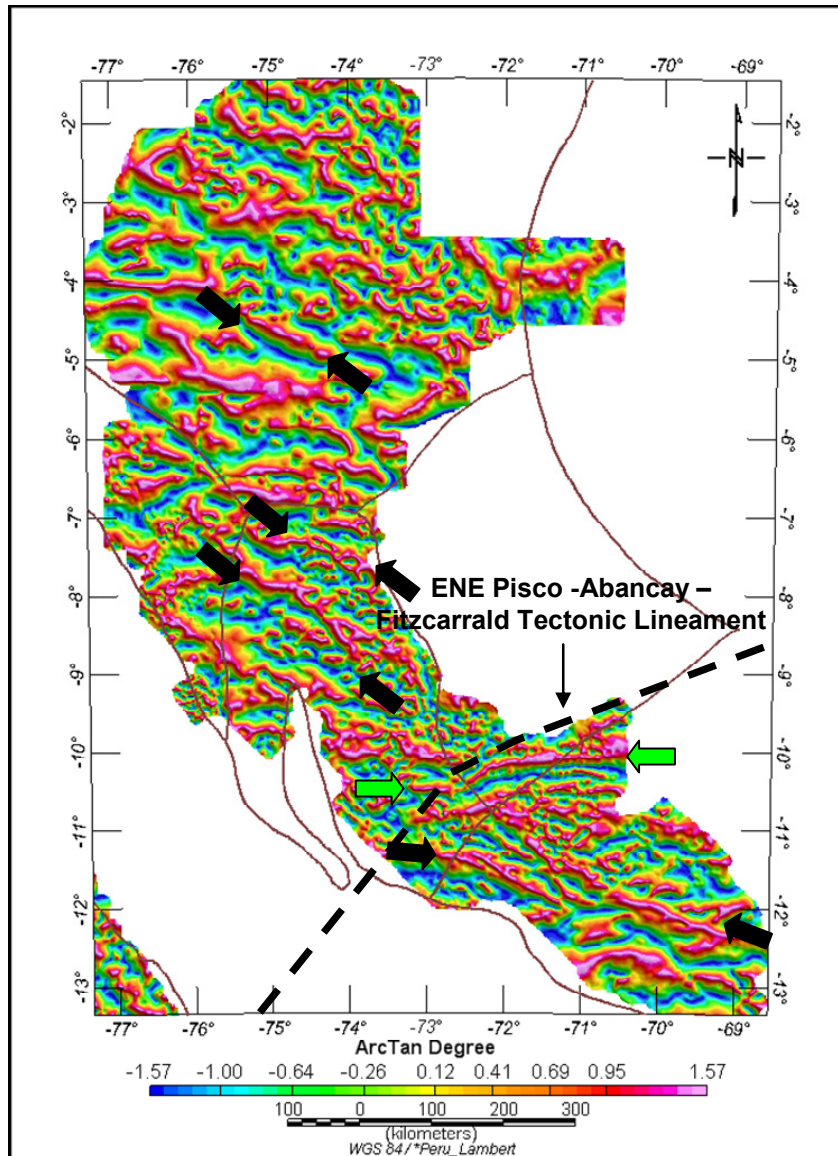 -77° -76° -75° -74° -73° -72° -71° -70° -69°
-2° -2°
-3° -3°
N
-4° -4°
-5° -5°
-6° -6°
-7° -7°
-8° -8°
ENE Pisco -Abancay –
Fitzcarrald Tectonic Lineament
-9° -9°
-10° -10°
-11° -11°
-12° -12°
-13° -13°
-77° -76° -75° -74° -73° -72° -71° -70° -69°
ArcTan Degree
-1.57 -1.00 -0.64 -0.26 0.12 0.41 0.69 0.95 1.57
100 0 100 200 300
(kilometers)
WGS 84 / *Peru_Lambert